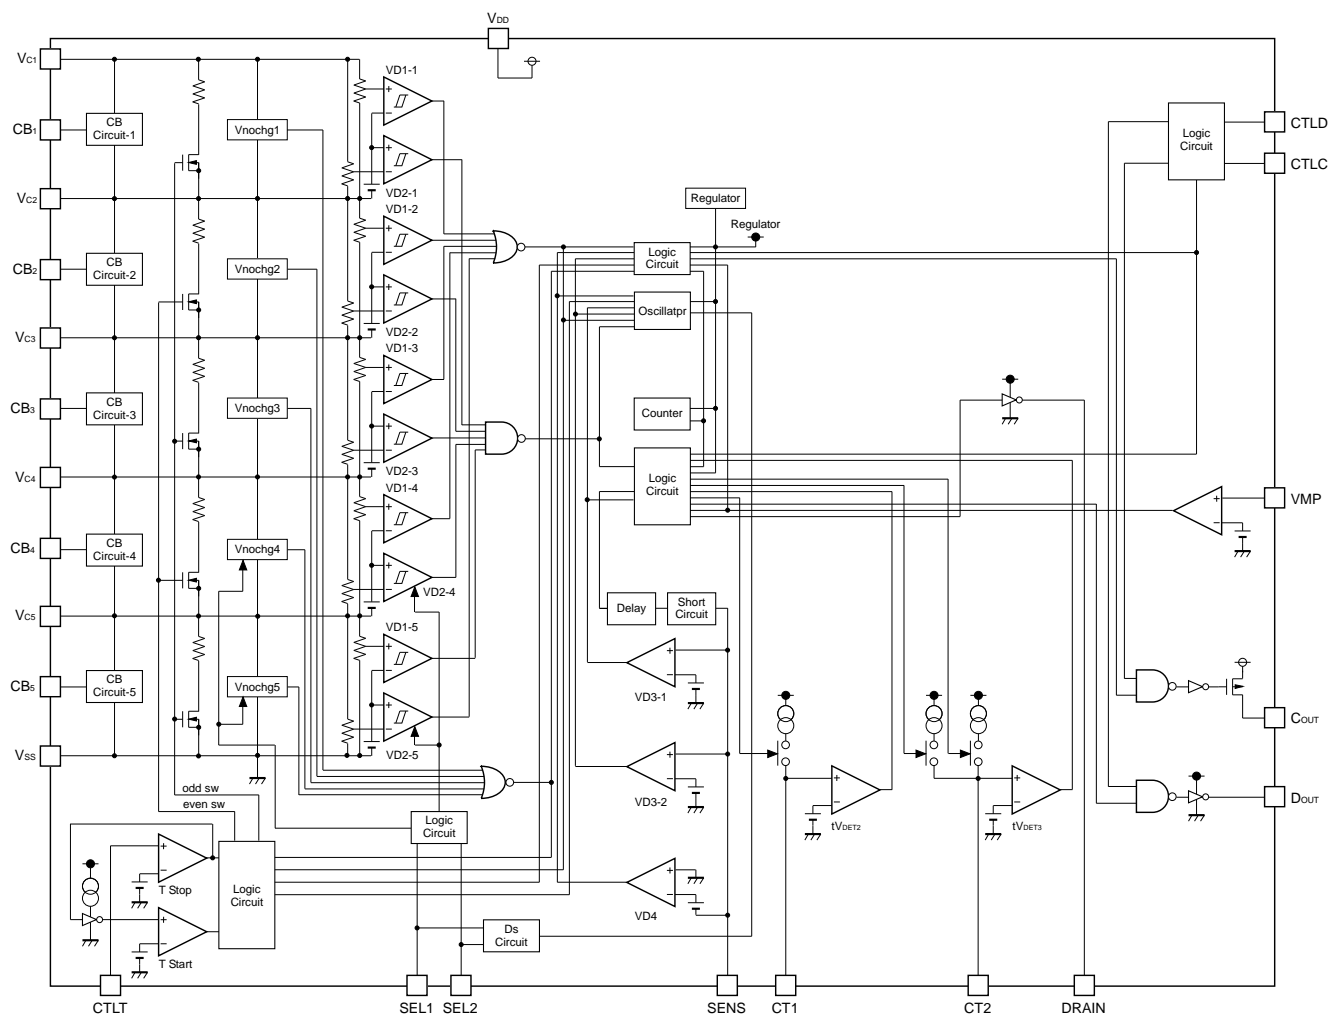 VDD
VC1
VD1-1
CB1
CB
Circuit-1
Vnochg1
Logic
Circuit
CTLD
CTLC
VD2-1
VC2
VD1-2
Regulator
Regulator
CB2
CB
Circuit-2
Vnochg2
Logic
Circuit
Oscillatpr
VD2-2
VC3
VD1-3
CB3
CB
Circuit-3
Vnochg3
Counter
VD2-3
VC4
VD1-4
Logic
Circuit
VMP
CB4
CB
Circuit-4
Vnochg4
VD2-4
VC5
VD1-5
Delay
Short
Circuit
CB5
CB
Circuit-5
Vnochg5
VD3-1
COUT
VSS
VD2-5
odd sw
even sw
VD3-2
tVDET2
tVDET3
DOUT
Logic
Circuit
T Stop
Logic
Circuit
VD4
Ds
Circuit
T Start
CTLT
SEL1
SEL2
SENS
CT1
CT2
DRAIN